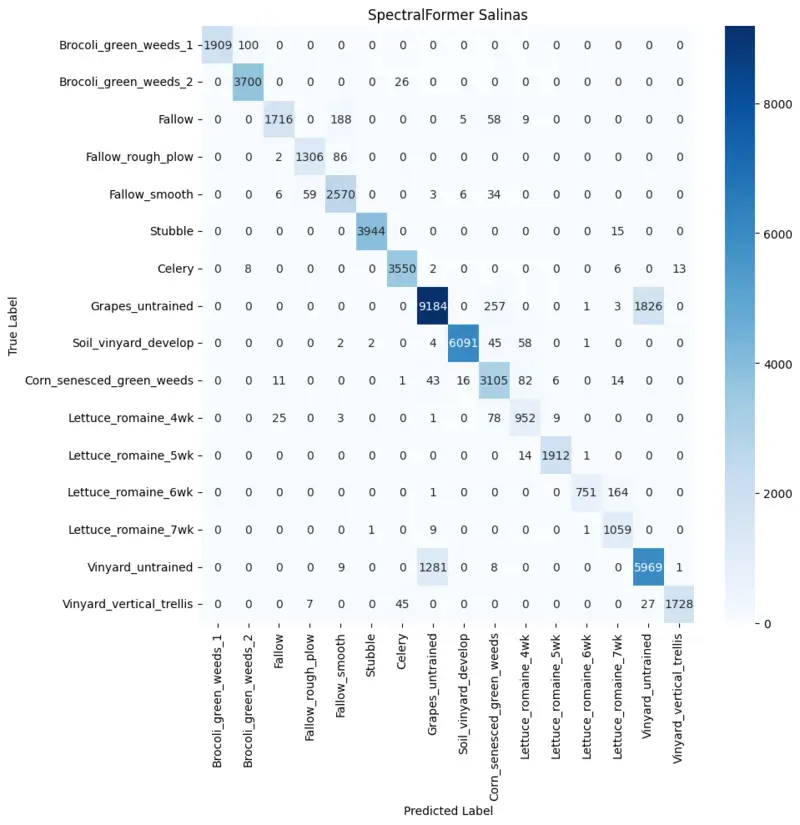 SpectralFormer Salinas
Brocoli_green_weeds_1 1909 100 0 0 0 0 0 0 0 0 0 0 0 0 0 0
Brocoli_green_weeds_2 0 3700 0 0 0 0 26 0 0 0 0 0 0 0 0 0
Fallow 0 0 1716 0 188 0 0 0 5 58 9 0 0 0 0 0
Fallow_rough_plow 0 0 2 1306 86 0 0 0 0 0 0 0 0 0 0 0
Fallow_smooth 0 0 6 59 2570 0 0 3 6 34 0 0 0 0 0 0
Stubble 0 0 0 0 0 3944 0 0 0 0 0 0 0 15 0 0
Celery 0 8 0 0 0 0 3550 2 0 0 0 0 0 6 0 13
Grapes_untrained 0 0 0 0 0 0 0 9184 0 257 0 0 1 3 1826 0
Soil_vinyard_develop 0 0 0 0 2 2 0 4 6091 45 58 0 1 0 0 0
Corn_senesced_green_weeds 0 0 11 0 0 0 1 43 16 3105 82 6 0 14 0 0
Lettuce_romaine_4wk 0 0 25 0 3 0 0 1 0 78 952 9 0 0 0 0
Lettuce_romaine_5wk 0 0 0 0 0 0 0 0 0 0 14 1912 1 0 0 0
Lettuce_romaine_6wk 0 0 0 0 0 0 0 1 0 0 0 0 751 164 0 0
Lettuce_romaine_7wk 0 0 0 0 0 1 0 9 0 0 0 0 1 1059 0 0
Vinyard_untrained 0 0 0 0 9 0 0 1281 0 8 0 0 0 0 5969 1
Vinyard_vertical_trellis 0 0 0 7 0 0 45 0 0 0 0 0 0 0 27 1728
True Label
Brocoli_green_weeds_1
Brocoli_green_weeds_2
Fallow
Fallow_rough_plow
Fallow_smooth
Stubble
Celery
Grapes_untrained
Soil_vinyard_develop
Corn_senesced_green_weeds
Lettuce_romaine_4wk
Lettuce_romaine_5wk
Lettuce_romaine_6wk
Lettuce_romaine_7wk
Vinyard_untrained
Vinyard_vertical_trellis
Predicted Label
8000
6000
4000
2000
0